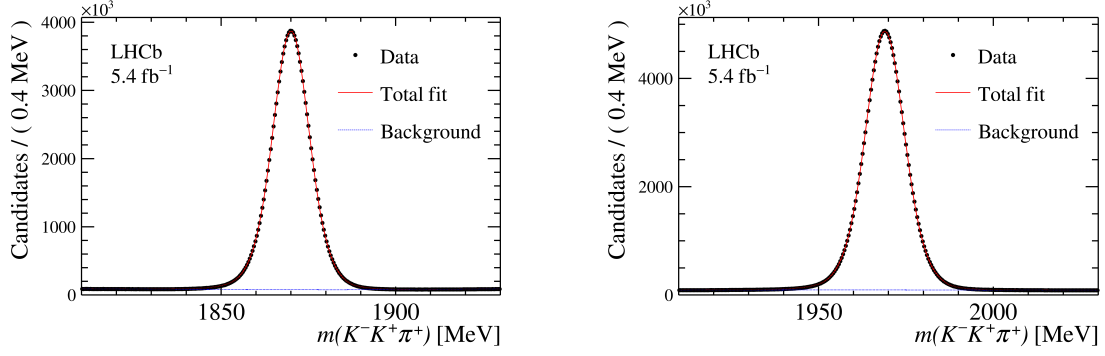 ×10³
4000
3000
2000
1000
0
Candidates / ( 0.4 MeV )
LHCb
5.4 fb⁻¹
Data
Total fit
Background
1850
1900
m(K⁻K⁺π⁺) [MeV]
×10³
4000
2000
0
Candidates / ( 0.4 MeV )
LHCb
5.4 fb⁻¹
Data
Total fit
Background
1950
2000
m(K⁻K⁺π⁺) [MeV]